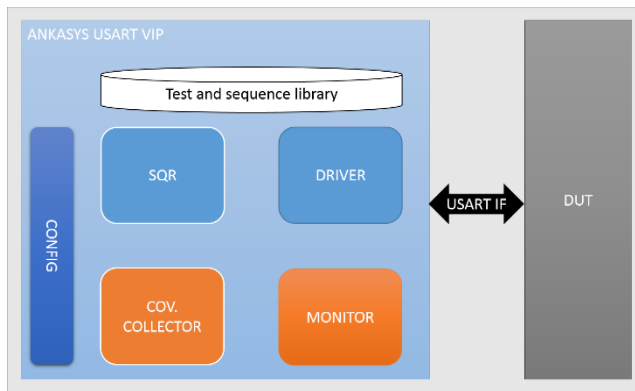 ANKASYS USART VIP
Test and sequence library
SQR
DRIVER
CONFIG
USART IF
DUT
COV.
COLLECTOR
MONITOR